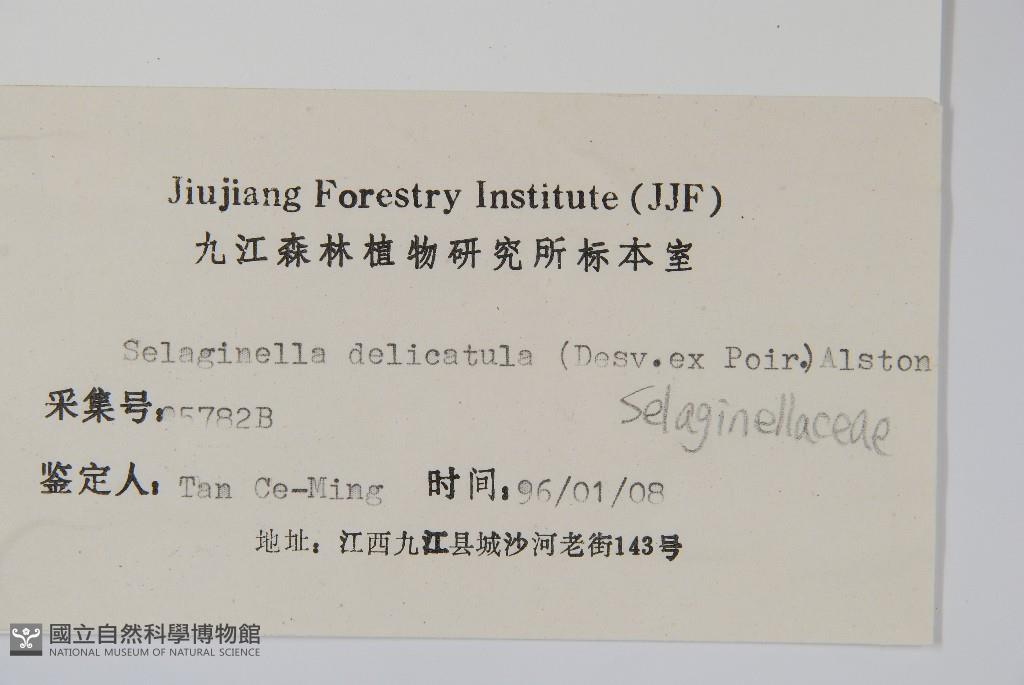 Jiujiang Forestry Institute (JJF)
九江森林植物研究所标本室
Selaginella delicatula (Desv.ex Poir.)Alston
采集号:95782B
Selaginellaceae
鉴定人: Tan Ce-Ming 时间:96/01/08
地址: 江西九江县城沙河老街143号
國立自然科學博物館
NATIONAL MUSEUM OF NATURAL SCIENCE